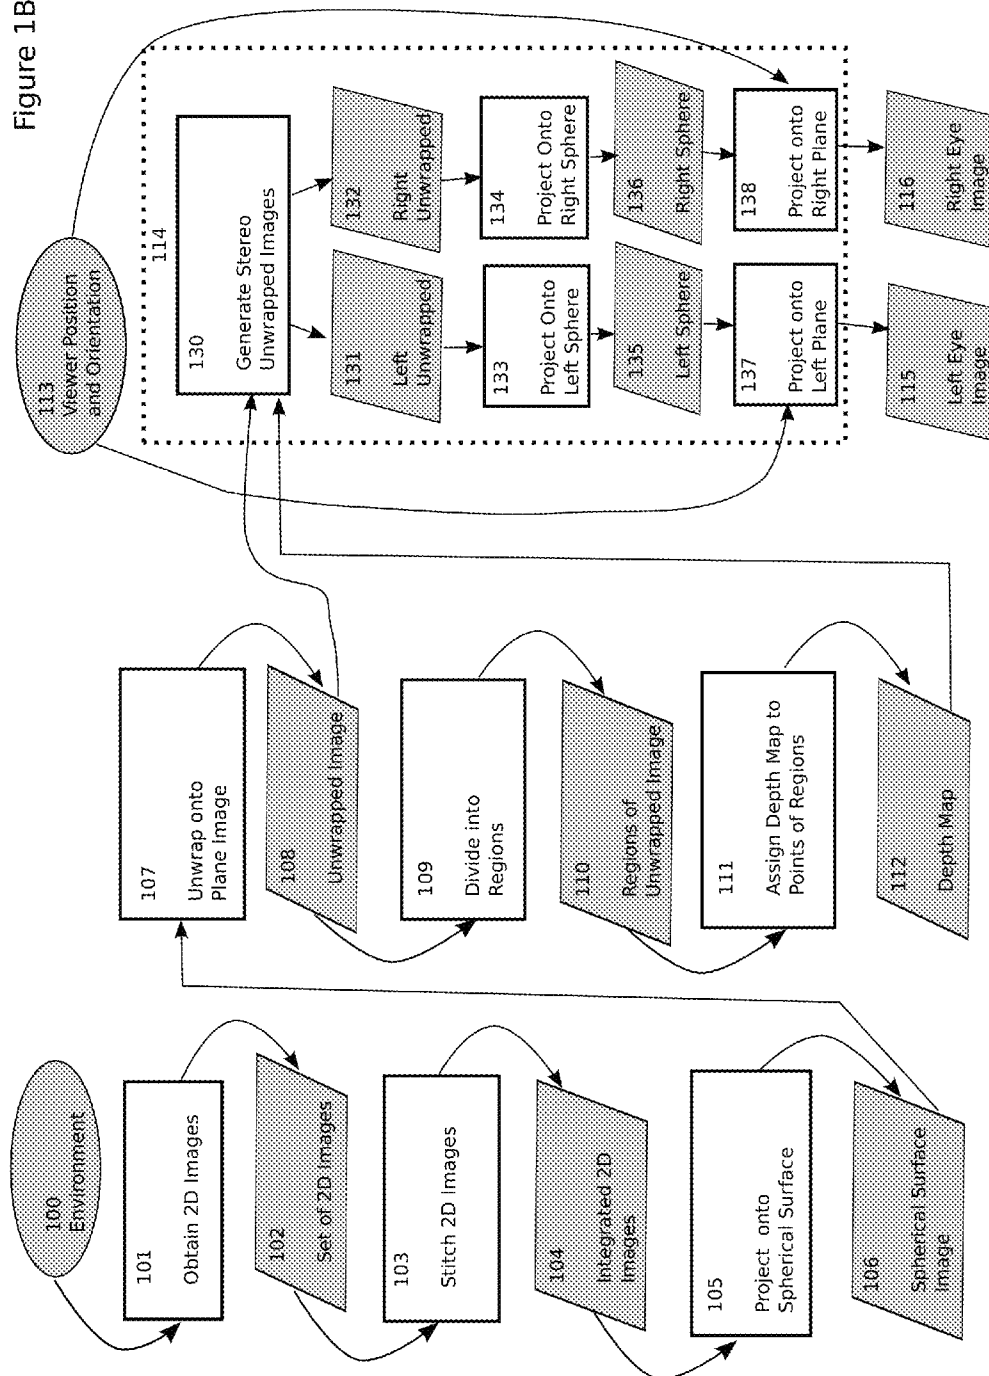 Figure 1B
100
Environment
101
Obtain 2D Images
102
Set of 2D Images
103
Stitch 2D Images
104
Integrated 2D
Images
105
Project onto
Spherical Surface
106
Spherical Surface
Image
107
Unwrap onto
Plane Image
108
Unwrapped Image
109
Divide into
Regions
110
Regions of
Unwrapped Image
111
Assign Depth Map to
Points of Regions
112
Depth Map
113
Viewer Position
and Orientation
114
130
Generate Stereo
Unwrapped Images
131
Left
Unwrapped
132
Right
Unwrapped
133
Project Onto
Left Sphere
134
Project Onto
Right Sphere
135
Left Sphere
136
Right Sphere
137
Project onto
Left Plane
138
Project onto
Right Plane
115
Left Eye
Image
116
Right Eye
Image